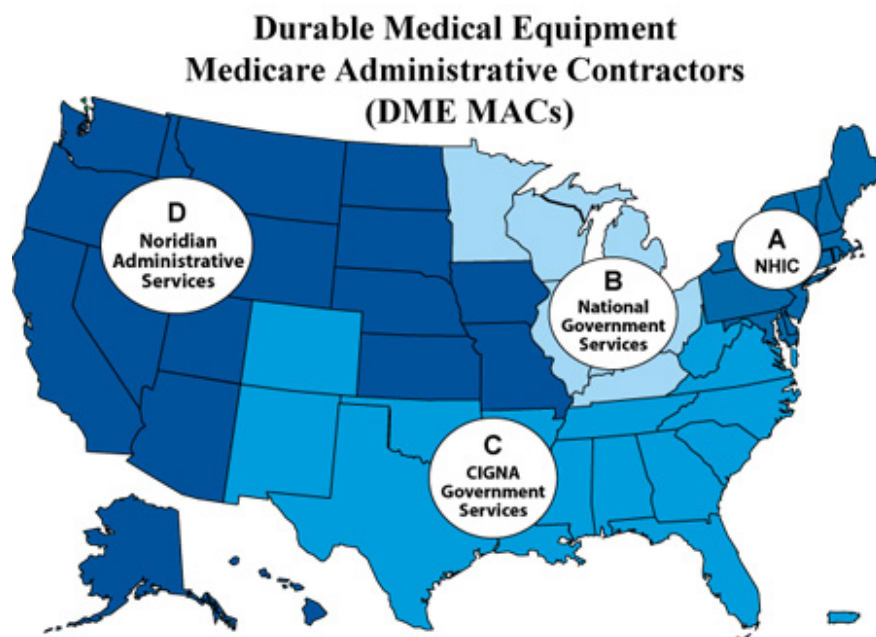 Durable Medical Equipment
Medicare Administrative Contractors
(DME MACs)
D
Noridian
Administrative
Services
A
NHIC
B
National
Government
Services
C
CIGNA
Government
Services